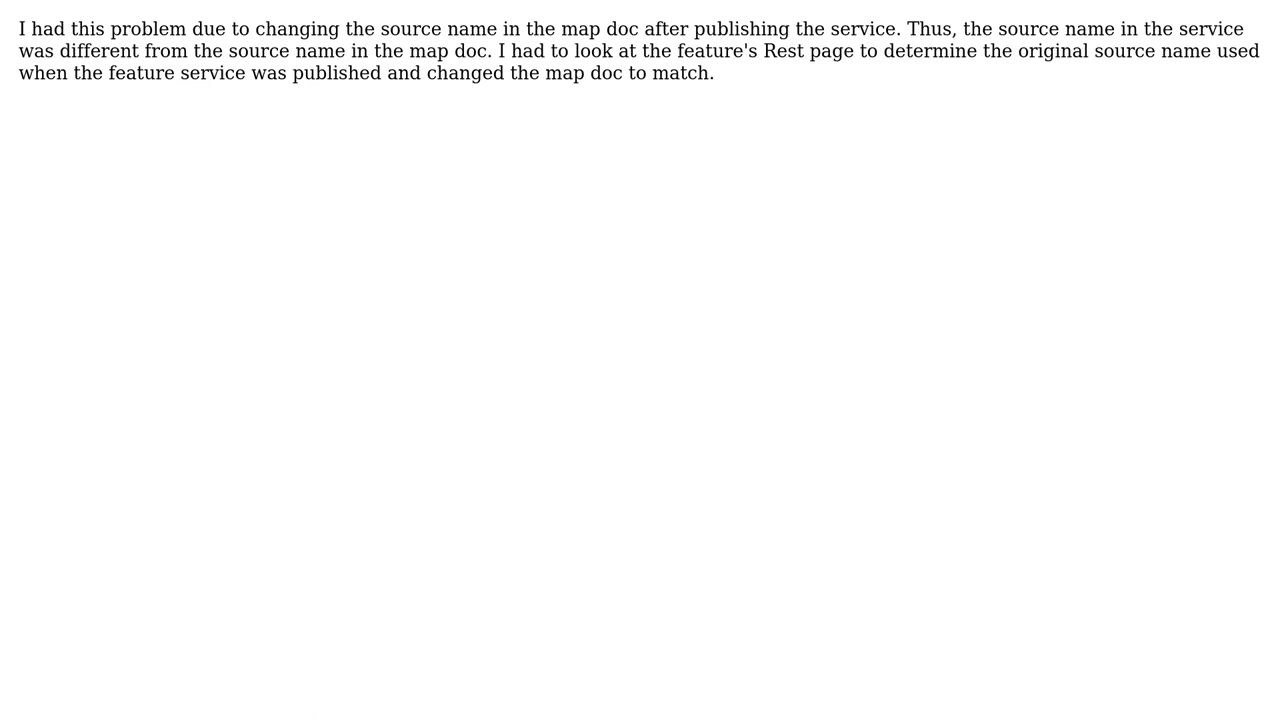 I had this problem due to changing the source name in the map doc after publishing the service. Thus, the source name in the service
was different from the source name in the map doc. I had to look at the feature's Rest page to determine the original source name used
when the feature service was published and changed the map doc to match.